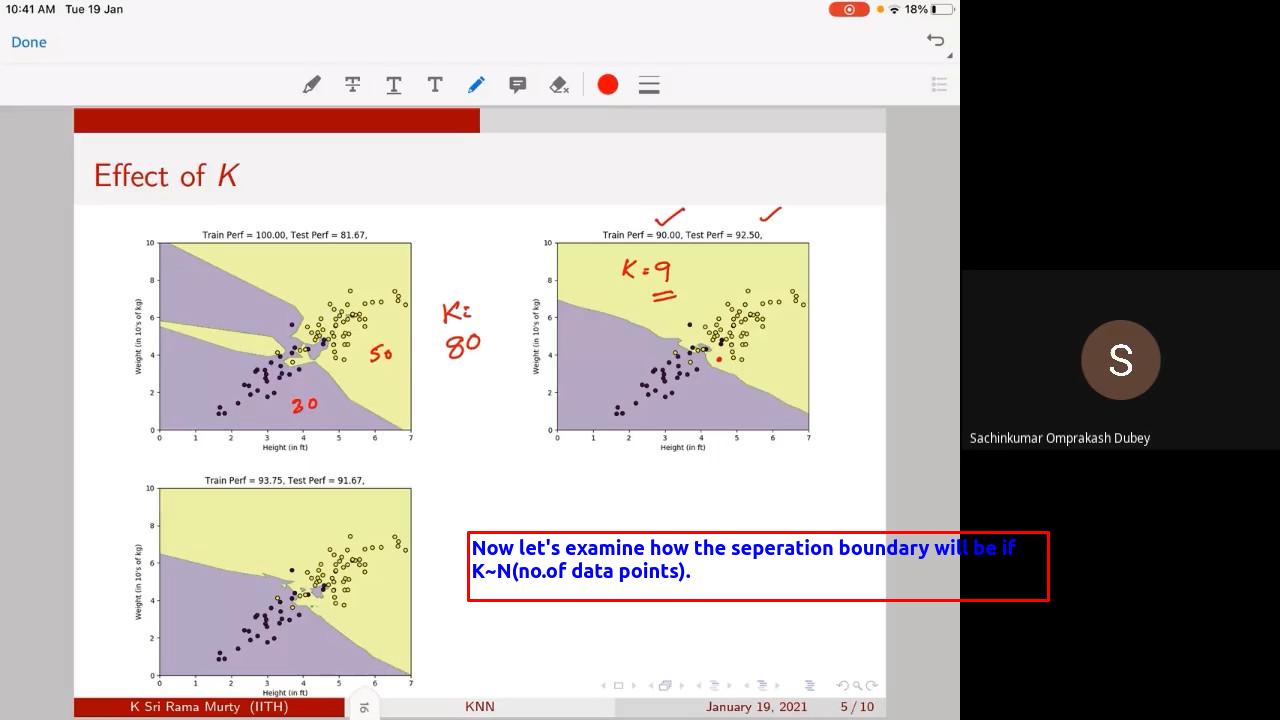 10:41 AM Tue 19 Jan
18%
Done
T T T
Effect of K
Train Perf = 100.00, Test Perf = 81.67,
Weight (in 10's of kg)
10
8
6
4
2
0
0 1 2 3 4 5 6 7
Height (in ft)
50
30
K=
80
Train Perf = 90.00, Test Perf = 92.50,
K=9
Weight (in 10's of kg)
10
8
6
4
2
0
0 1 2 3 4 5 6 7
Height (in ft)
Train Perf = 93.75, Test Perf = 91.67,
Weight (in 10's of kg)
10
8
6
4
2
0
0 1 2 3 4 5 6 7
Height (in ft)
Now let's examine how the seperation boundary will be if
K~N(no.of data points).
K Sri Rama Murty (IITH) 16 KNN January 19, 2021 5 / 10
S
Sachinkumar Omprakash Dubey